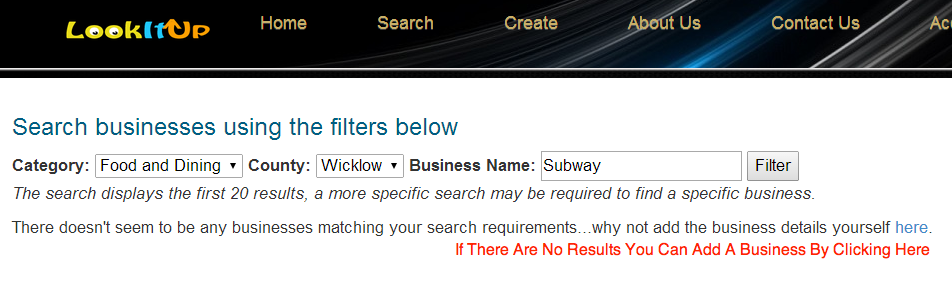 LookItUp Home Search Create About Us Contact Us Ac
Search businesses using the filters below
Category: Food and Dining County: Wicklow Business Name: Subway Filter
The search displays the first 20 results, a more specific search may be required to find a specific business.
There doesn't seem to be any businesses matching your search requirements...why not add the business details yourself here.
If There Are No Results You Can Add A Business By Clicking Here